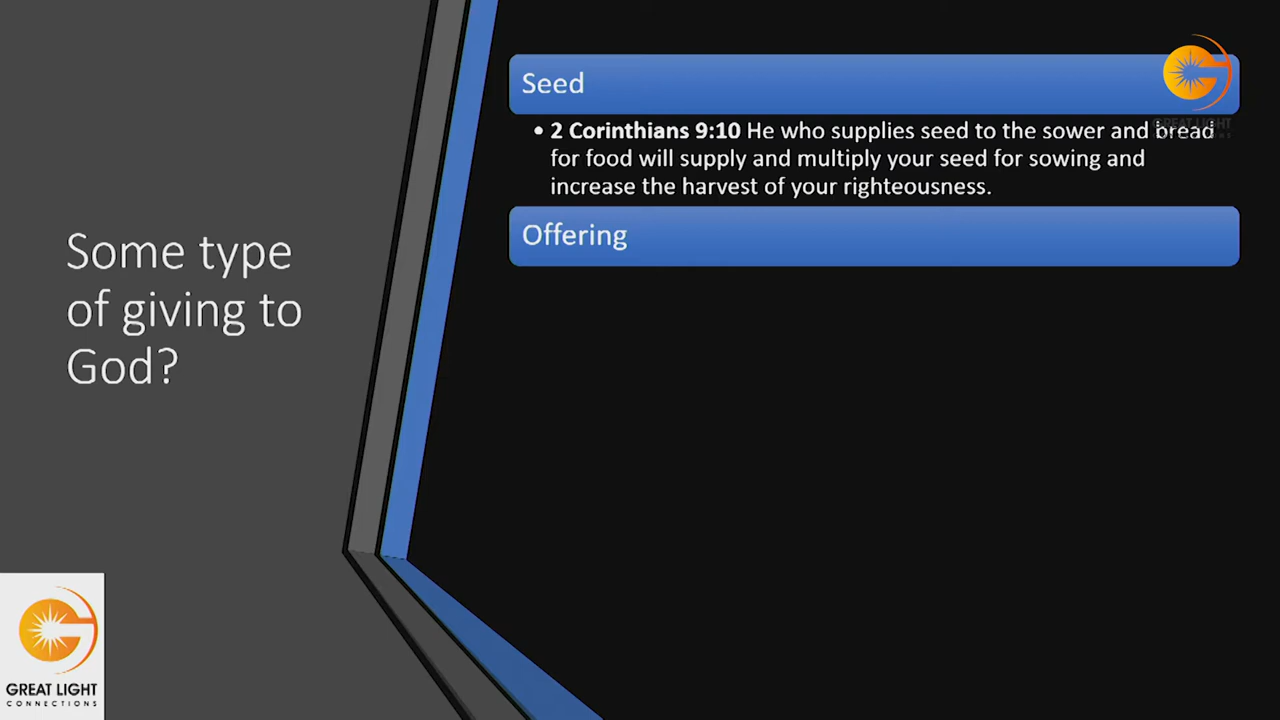 Some type
of giving to
God?
Seed
• 2 Corinthians 9:10 He who supplies seed to the sower and bread
for food will supply and multiply your seed for sowing and
increase the harvest of your righteousness.
Offering
GREAT LIGHT
CONNECTIONS
GREAT LIGHT